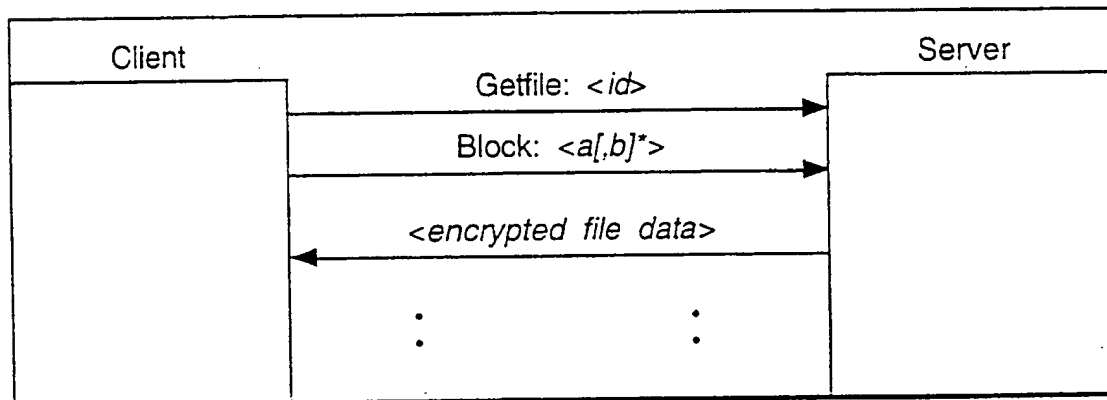 Client
Server
Getfile: <id>
Block: <a[,b]*>
<encrypted file data>